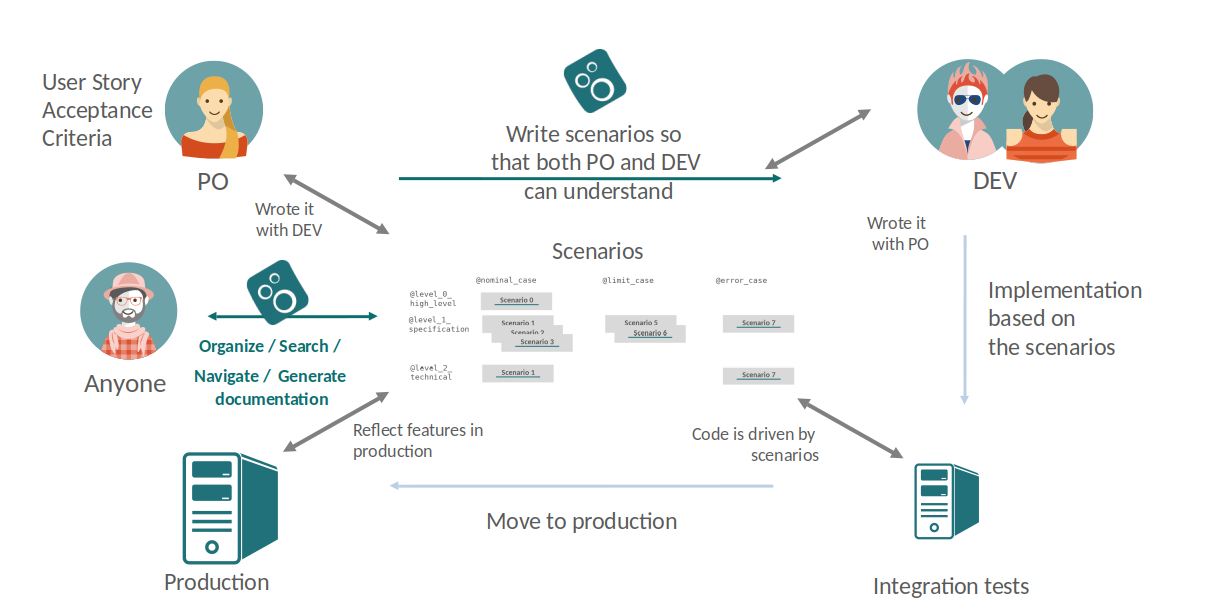 User Story
Acceptance
Criteria
PO
Write scenarios so
that both PO and DEV
can understand
DEV
Wrote it
with DEV
Wrote it
with PO
Scenarios
@nominal_case
@limit_case
@error_case
@level_0_
high_level
Scenario 0
@level_1_
specification
Scenario 1
Scenario 2
Scenario 3
Scenario 5
Scenario 6
Scenario 7
@level_2_
technical
Scenario 1
Scenario 7
Anyone
Organize / Search /
Navigate / Generate
documentation
Implementation
based on
the scenarios
Reflect features in
production
Code is driven by
scenarios
Move to production
Production
Integration tests